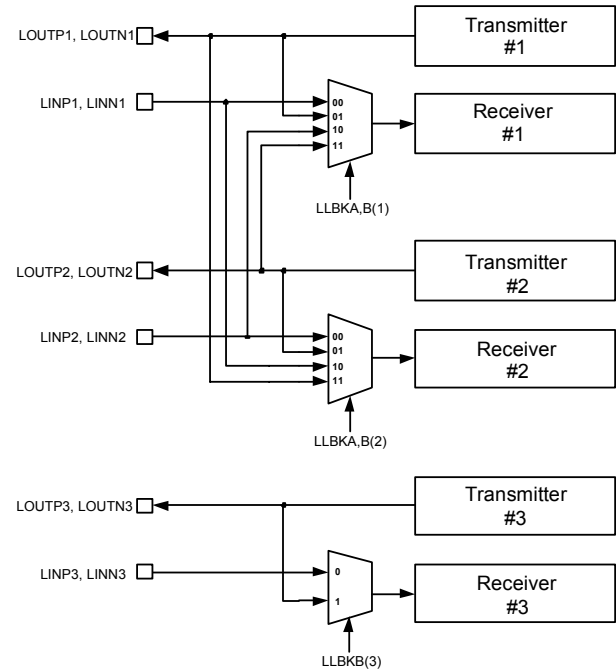 LOUTP1, LOUTN1
Transmitter
#1
LINP1, LINN1
00
01
10
11
Receiver
#1
LLBKA,B(1)
LOUTP2, LOUTN2
Transmitter
#2
LINP2, LINN2
00
01
10
11
Receiver
#2
LLBKA,B(2)
LOUTP3, LOUTN3
Transmitter
#3
LINP3, LINN3
0
1
Receiver
#3
LLBKB(3)